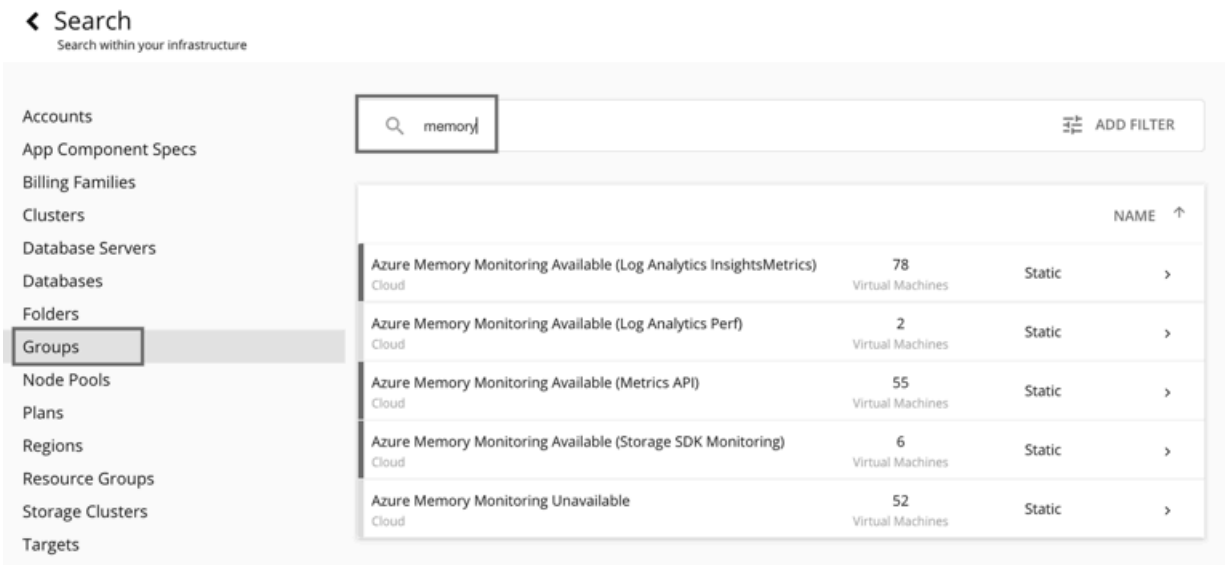 Search
Search within your infrastructure
Accounts
App Component Specs
Billing Families
Clusters
Database Servers
Databases
Folders
Groups
Node Pools
Plans
Regions
Resource Groups
Storage Clusters
Targets
memory
ADD FILTER
NAME
Azure Memory Monitoring Available (Log Analytics InsightsMetrics)
Cloud
78
Virtual Machines
Static
Azure Memory Monitoring Available (Log Analytics Perf)
Cloud
2
Virtual Machines
Static
Azure Memory Monitoring Available (Metrics API)
Cloud
55
Virtual Machines
Static
Azure Memory Monitoring Available (Storage SDK Monitoring)
Cloud
6
Virtual Machines
Static
Azure Memory Monitoring Unavailable
Cloud
52
Virtual Machines
Static